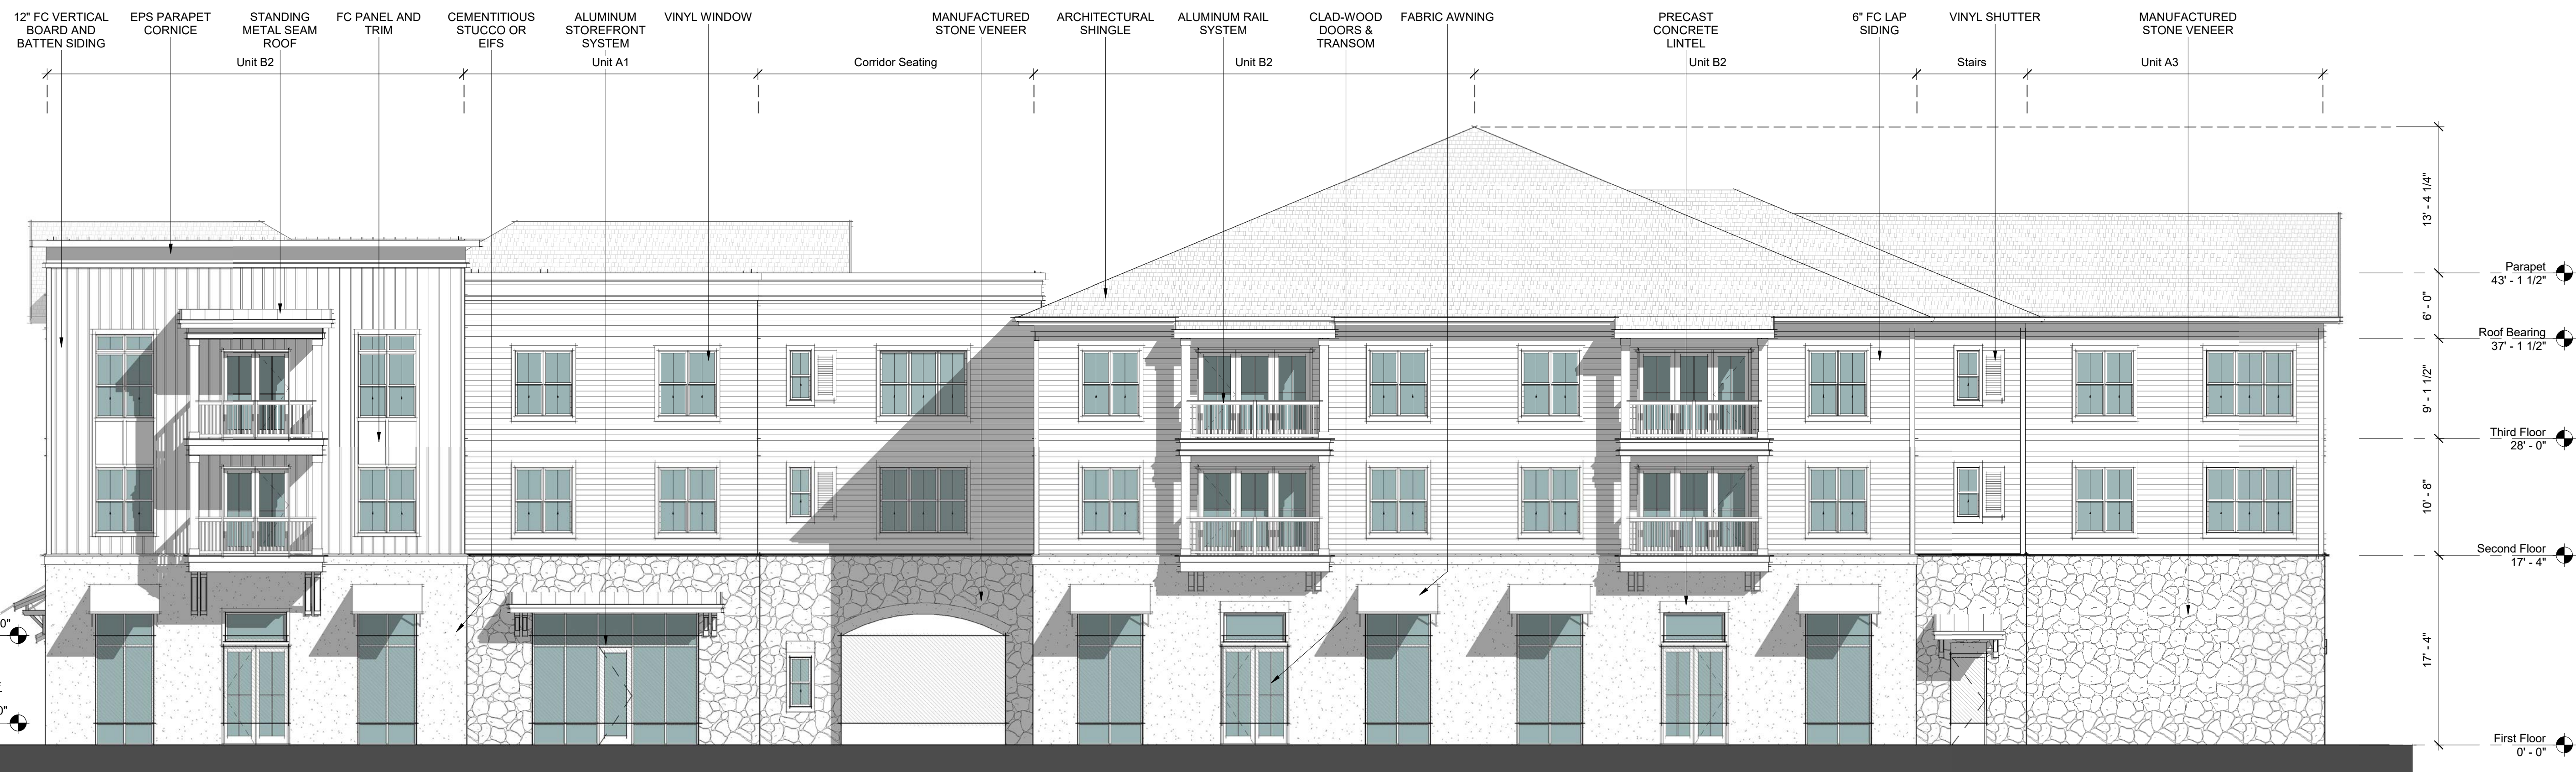 12" FC VERTICAL
BOARD AND
BATTEN SIDING
EPS PARAPET
CORNICE
STANDING
METAL SEAM
ROOF
FC PANEL AND
TRIM
CEMENTITIOUS
STUCCO OR
EIFS
ALUMINUM
STOREFRONT
SYSTEM
VINYL WINDOW
MANUFACTURED
STONE VENEER
ARCHITECTURAL
SHINGLE
ALUMINUM RAIL
SYSTEM
CLAD-WOOD
DOORS &
TRANSOM
FABRIC AWNING
PRECAST
CONCRETE
LINTEL
6" FC LAP
SIDING
VINYL SHUTTER
MANUFACTURED
STONE VENEER
Unit B2
Unit A1
Corridor Seating
Unit B2
Unit B2
Stairs
Unit A3
13' - 4 1/4"
Parapet
43' - 1 1/2"
6' - 0"
Roof Bearing
37' - 1 1/2"
9' - 1 1/2"
Third Floor
28' - 0"
10' - 8"
Second Floor
17' - 4"
17' - 4"
First Floor
0' - 0"
0"
0"